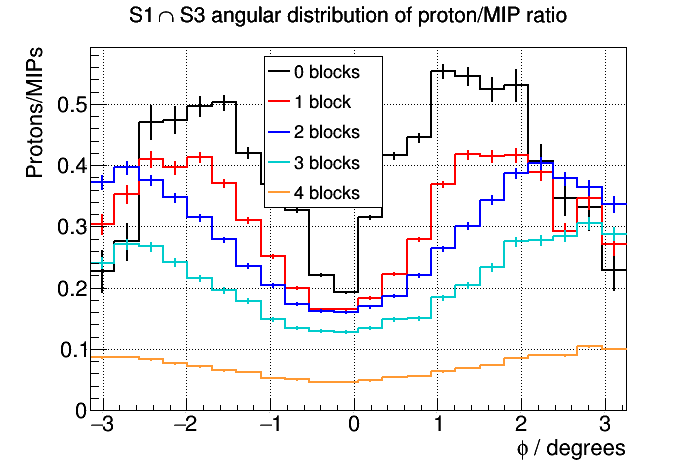 S1 ∩ S3 angular distribution of proton/MIP ratio
Protons/MIPs
0 blocks
1 block
2 blocks
3 blocks
4 blocks
0.5
0.4
0.3
0.2
0.1
0
−3 −2 −1 0 1 2 3
ϕ / degrees